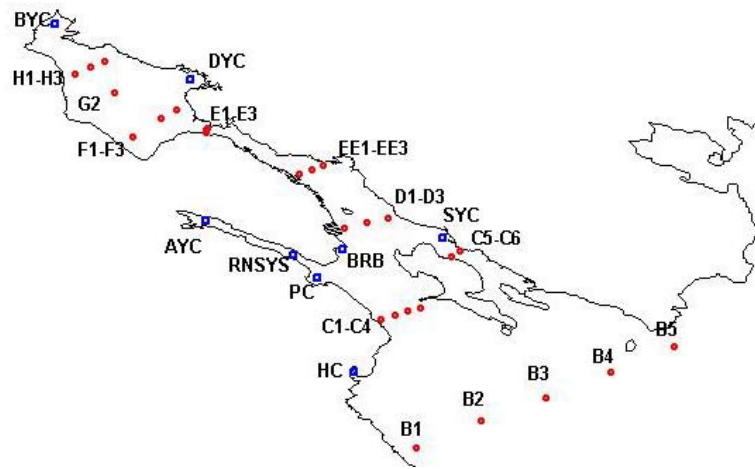 BYC
DYC
H1-H3
G2
E1-E3
F1-F3
EE1-EE3
D1-D3
SYC
C5-C6
AYC
RNSYS
BRB
PC
C1-C4
B5
B4
HC
B3
B2
B1